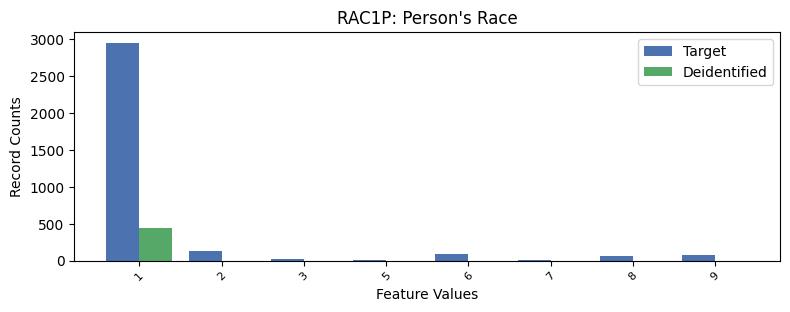 RAC1P: Person's Race
Target
Deidentified
Record Counts
3000
2500
2000
1500
1000
500
0
1 2 3 5 6 7 8 9
Feature Values